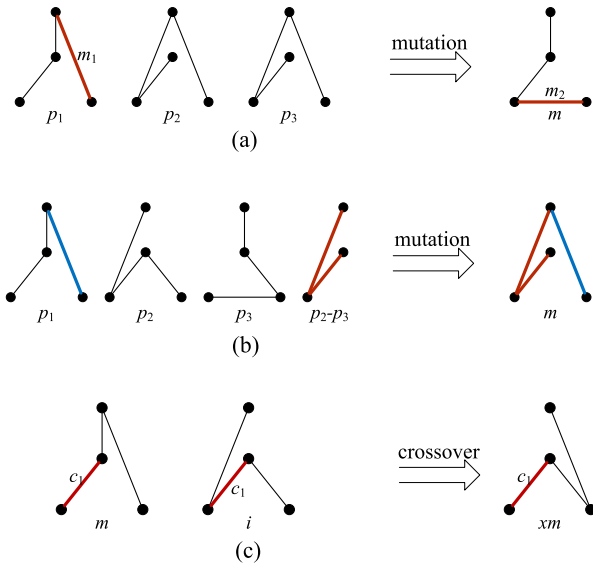 m₁
mutation
m₂
p₁
p₂
p₃
m
(a)
mutation
p₁
p₂
p₃
p₂-p₃
m
(b)
crossover
c₁
c₁
c₁
m
i
xm
(c)